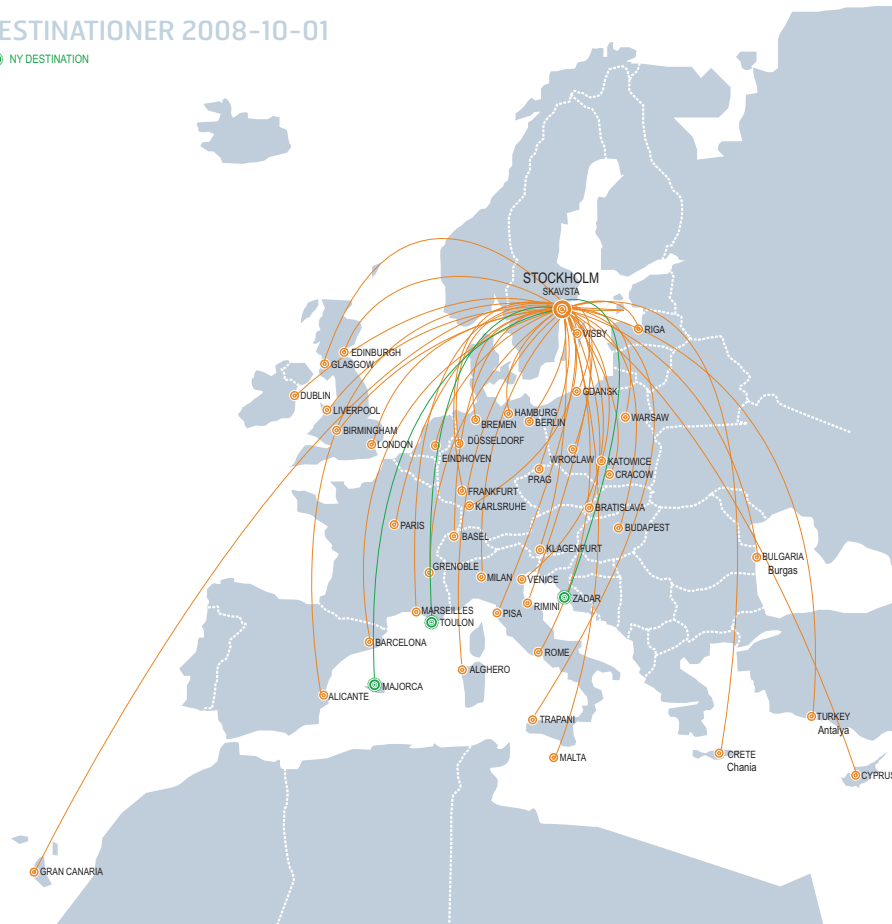 ESTINATIONER 2008-10-01
NY DESTINATION
STOCKHOLM
SKAVSTA
VISBY
RIGA
EDINBURGH
GLASGOW
DUBLIN
LIVERPOOL
BIRMINGHAM
LONDON
GDANSK
HAMBURG
BERLIN
BREMEN
WARSAW
DÜSSELDORF
EINDHOVEN
WROCLAW
KATOWICE
CRACOW
PRAG
FRANKFURT
KARLSRUHE
BRATISLAVA
PARIS
BUDAPEST
BASEL
KLAGENFURT
BULGARIA
Burgas
GRENOBLE
MILAN
VENICE
ZADAR
RIMINI
MARSEILLES
PISA
TOULON
BARCELONA
ROME
ALGHERO
MAJORCA
ALICANTE
TRAPANI
TURKEY
Antalya
MALTA
CRETE
Chania
CYPRUS
GRAN CANARIA